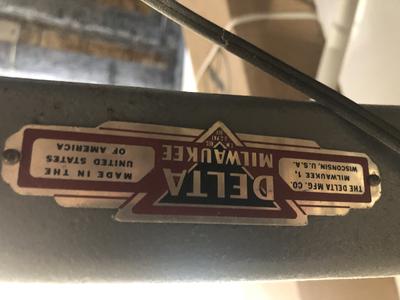 THE DELTA MFG. CO.
MILWAUKEE 1,
WISCONSIN, U.S.A.
DELTA
MILWAUKEE
MADE IN THE
UNITED STATES
OF AMERICA